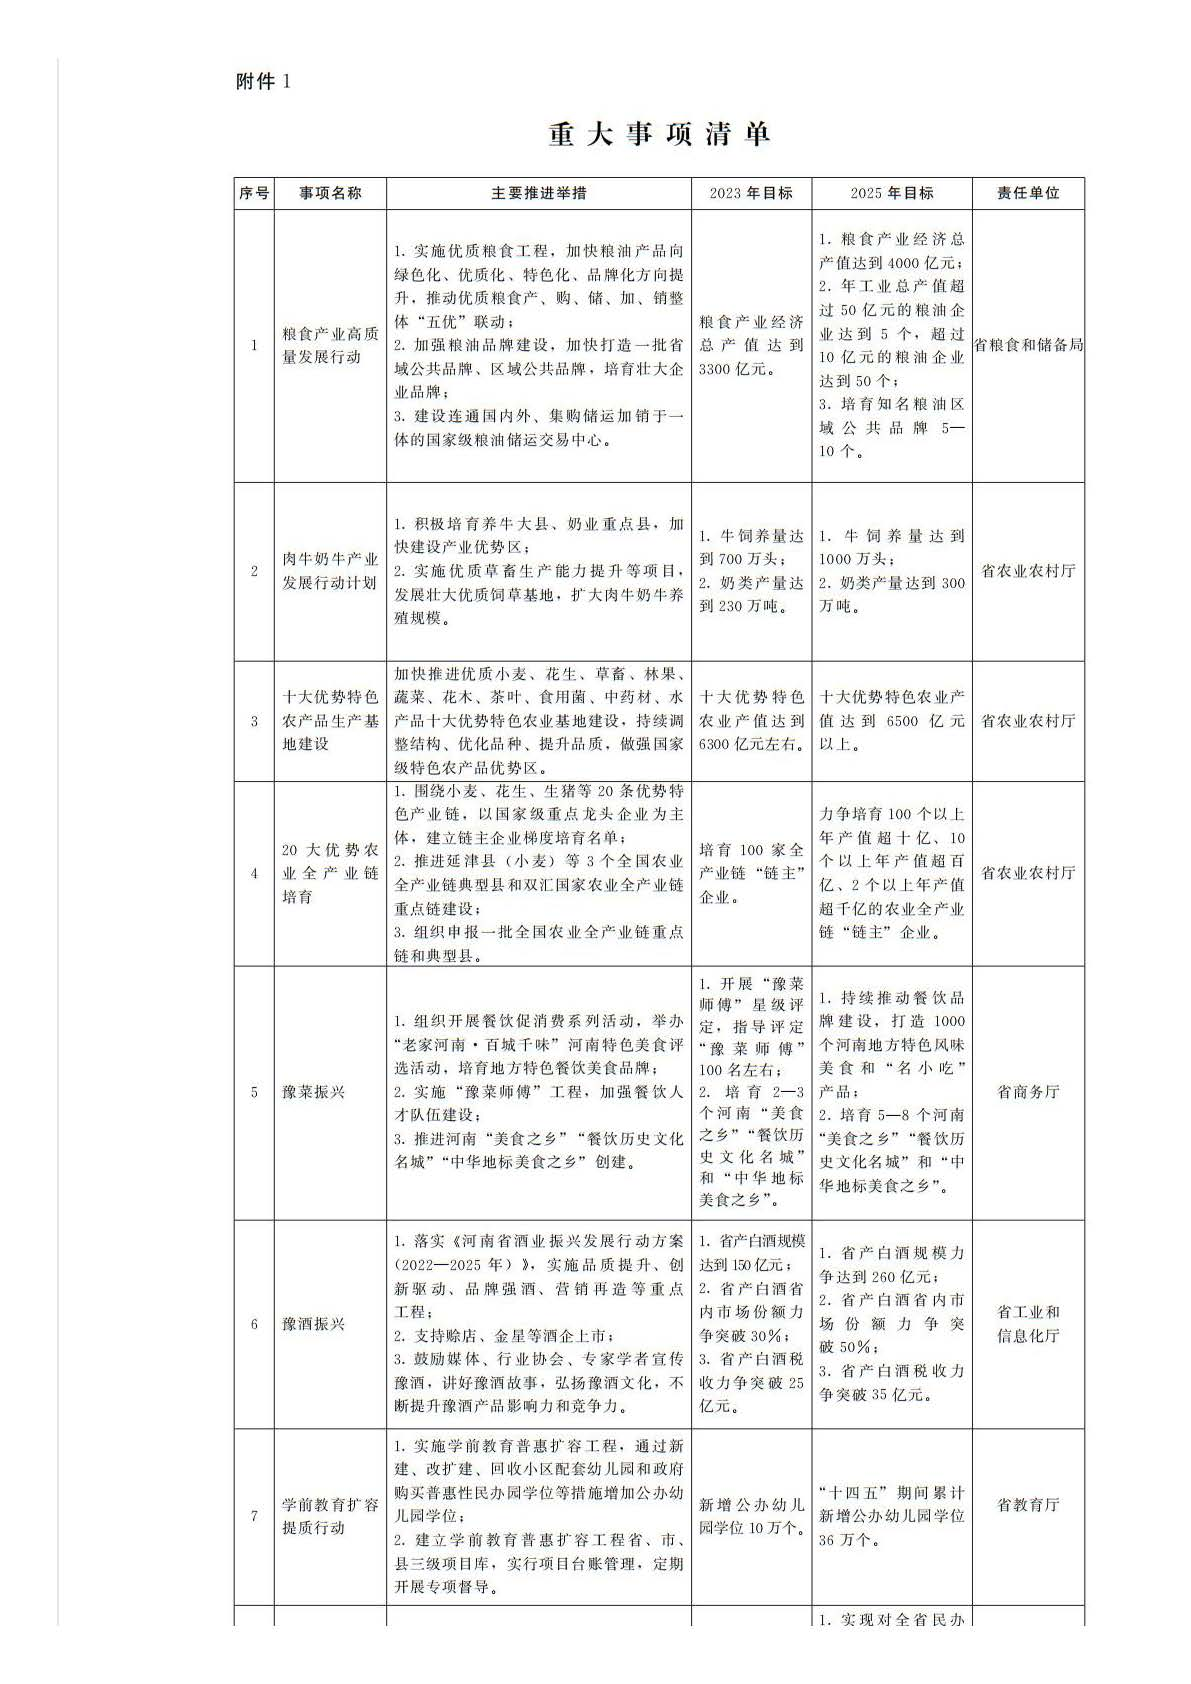 附件 1
重大事项清单
序号 事项名称 主要推进举措 2023 年目标 2025 年目标 责任单位
1
粮食产业高质
量发展行动
1. 实施优质粮食工程，加快粮油产品向
绿色化、优质化、特色化、品牌化方向提
升，推动优质粮食产、购、储、加、销整
体“五优”联动；
2. 加强粮油品牌建设，加快打造一批省
域公共品牌、区域公共品牌，培育壮大企
业品牌；
3. 建设连通国内外、集购储运加销于一
体的国家级粮油储运交易中心。
粮食产业经济
总产值达到
3300 亿元。
1. 粮食产业经济总
产值达到 4000 亿元；
2. 年工业总产值超
过 50 亿元的粮油企
业达到 5 个，超过
10 亿元的粮油企业
达到 50 个；
3. 培育知名粮油区
域公共品牌 5—
10 个。
省粮食和储备局
2
肉牛奶牛产业
发展行动计划
1. 积极培育养牛大县、奶业重点县，加
快建设产业优势区；
2. 实施优质草畜生产能力提升等项目，
发展壮大优质饲草基地，扩大肉牛奶牛养
殖规模。
1. 牛饲养量达
到 700 万头；
2. 奶类产量达
到 230 万吨。
1. 牛饲养量达到
1000 万头；
2. 奶类产量达到 300
万吨。
省农业农村厅
3
十大优势特色
农产品生产基
地建设
加快推进优质小麦、花生、草畜、林果、
蔬菜、花木、茶叶、食用菌、中药材、水
产品十大优势特色农业基地建设，持续调
整结构、优化品种、提升品质，做强国家
级特色农产品优势区。
十大优势特色
农业产值达到
6300 亿元左右。
十大优势特色农业产
值达到 6500 亿元
以上。
省农业农村厅
4
20 大优势农
业全产业链
培育
1. 围绕小麦、花生、生猪等 20 条优势特
色产业链，以国家级重点龙头企业为主
体，建立链主企业梯度培育名单；
2. 推进延津县（小麦）等 3 个全国农业
全产业链典型县和双汇国家农业全产业链
重点链建设；
3. 组织申报一批全国农业全产业链重点
链和典型县。
培育 100 家全
产业链“链主”
企业。
力争培育 100 个以上
年产值超十亿、10
个以上年产值超百
亿、2 个以上年产值
超千亿的农业全产业
链“链主”企业。
省农业农村厅
5
豫菜振兴
1. 组织开展餐饮促消费系列活动，举办
“老家河南·百城千味”河南特色美食评
选活动，培育地方特色餐饮美食品牌；
2. 实施“豫菜师傅”工程，加强餐饮人
才队伍建设；
3. 推进河南“美食之乡”“餐饮历史文化
名城”“中华地标美食之乡”创建。
1. 开展“豫菜
师傅”星级评
定，指导评定
“豫菜师傅”
100 名左右；
2. 培育 2—3
个河南“美食
之乡”“餐饮历
史文化名城”
和“中华地标
美食之乡”。
1. 持续推动餐饮品
牌建设，打造 1000
个河南地方特色风味
美食和“名小吃”
产品；
2. 培育 5—8 个河南
“美食之乡”“餐饮历
史文化名城”和“中
华地标美食之乡”。
省商务厅
6
豫酒振兴
1. 落实《河南省酒业振兴发展行动方案
（2022—2025 年）》，实施品质提升、创
新驱动、品牌强酒、营销再造等重点
工程；
2. 支持赊店、金星等酒企上市；
3. 鼓励媒体、行业协会、专家学者宣传
豫酒，讲好豫酒故事，弘扬豫酒文化，不
断提升豫酒产品影响力和竞争力。
1. 省产白酒规模
达到 150 亿元；
2. 省产白酒省
内市场份额力
争突破 30%；
3. 省产白酒税
收力争突破 25
亿元。
1. 省产白酒规模力
争达到 260 亿元；
2. 省产白酒省内市
场份额力争突
破 50%；
3. 省产白酒税收力
争突破 35 亿元。
省工业和
信息化厅
7
学前教育扩容
提质行动
1. 实施学前教育普惠扩容工程，通过新
建、改扩建、回收小区配套幼儿园和政府
购买普惠性民办园学位等措施增加公办幼
儿园学位；
2. 建立学前教育普惠扩容工程省、市、
县三级项目库，实行项目台账管理，定期
开展专项督导。
新增公办幼儿
园学位 10 万个。
“十四五”期间累计
新增公办幼儿园学位
36 万个。
省教育厅
1. 实现对全省民办